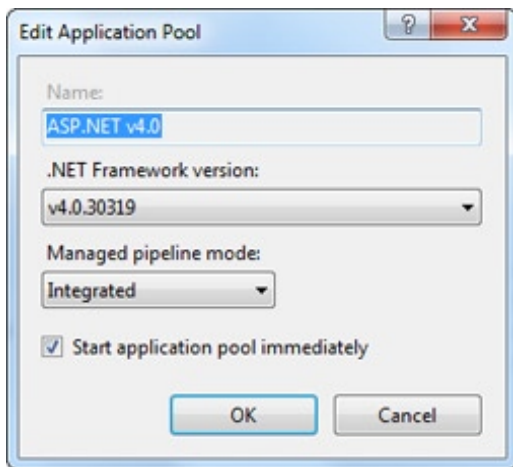 Edit Application Pool
?
Name:
ASP.NET v4.0
.NET Framework version:
v4.0.30319
Managed pipeline mode:
Integrated
Start application pool immediately
OK Cancel